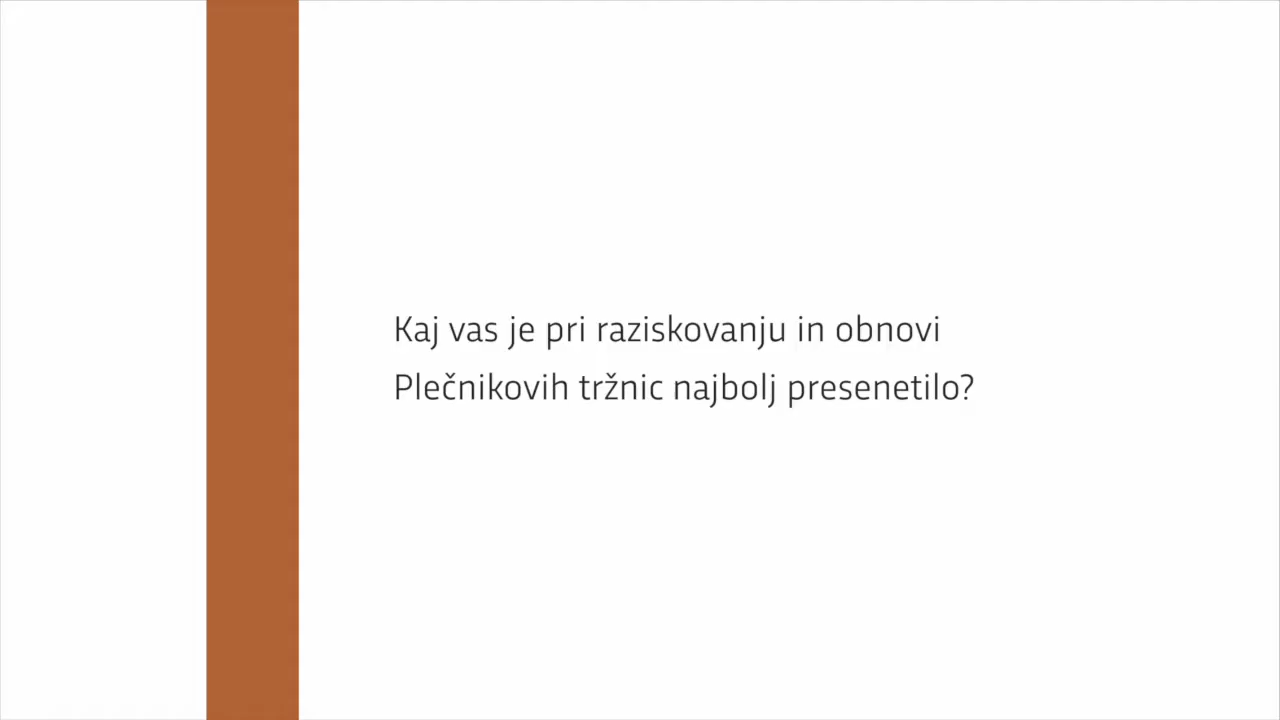 Kaj vas je pri raziskovanju in obnovi
Plečnikovih tržnic najbolj presenetilo?